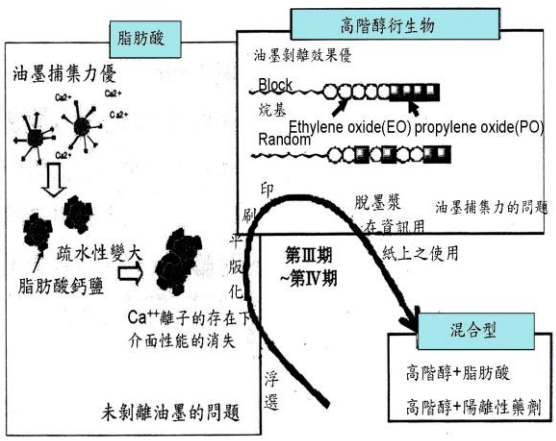 脂肪酸
油墨捕集力優
Ca2+
Ca2+
Ca2+
Ca2+
Ca2+
疏水性變大
脂肪酸鈣鹽
Ca++離子的存在下
介面性能的消失
未剝離油墨的問題
高階醇衍生物
油墨剝離效果優
Block
烷基
Ethylene oxide(EO) propylene oxide(PO)
Random
油墨捕集力的問題
印刷平版化
浮選
脫墨漿
在資訊用
紙上之使用
第Ⅲ期
~第Ⅳ期
混合型
高階醇+脂肪酸
高階醇+陽離性藥劑